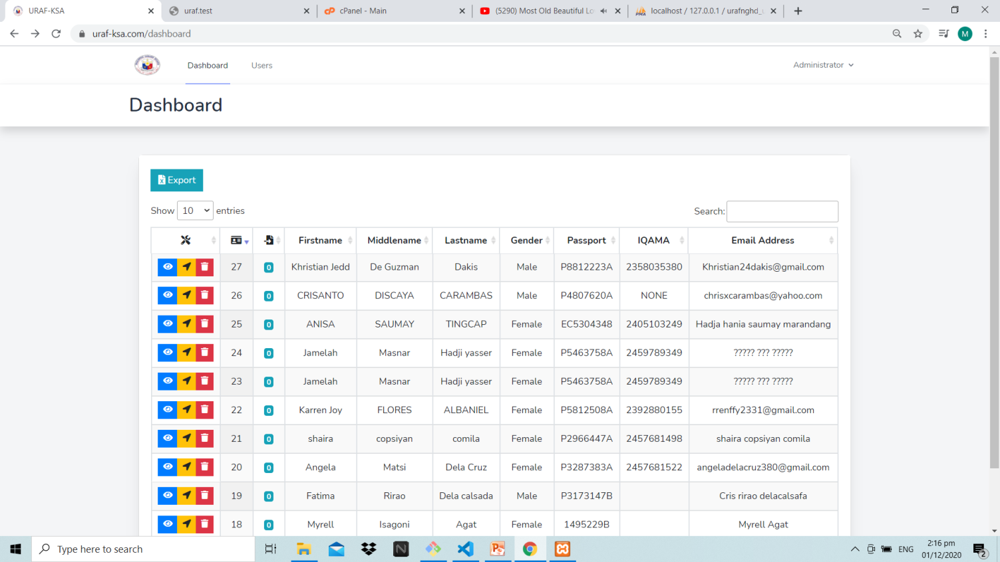 URAF-KSA
uraf.test
cPanel - Main
(5290) Most Old Beautiful Lo
localhost / 127.0.0.1 / urafnghd_u
uraf-ksa.com/dashboard
M
Dashboard
Users
Administrator
Dashboard
Export
Show 10 entries
Search:
Firstname Middlename Lastname Gender Passport IQAMA Email Address
27 0 Khristian Jedd De Guzman Dakis Male P8812223A 2358035380 Khristian24dakis@gmail.com
26 0 CRISANTO DISCAYA CARAMBAS Male P4807620A NONE chrisxcarambas@yahoo.com
25 0 ANISA SAUMAY TINGCAP Female EC5304348 2405103249 Hadja hania saumay marandang
24 0 Jamelah Masnar Hadji yasser Female P5463758A 2459789349 ????? ??? ?????
23 0 Jamelah Masnar Hadji yasser Female P5463758A 2459789349 ????? ??? ?????
22 0 Karren Joy FLORES ALBANIEL Female P5812508A 2392880155 rrenffy2331@gmail.com
21 0 shaira copsiyan comila Female P2966447A 2457681498 shaira copsiyan comila
20 0 Angela Matsi Dela Cruz Female P3287383A 2457681522 angeladelacruz380@gmail.com
19 0 Fatima Rirao Dela calsada Male P3173147B Cris rirao delacalsafa
18 0 Myrell Isagoni Agat Female 1495229B Myrell Agat
Type here to search
ENG
2:16 pm
01/12/2020
2